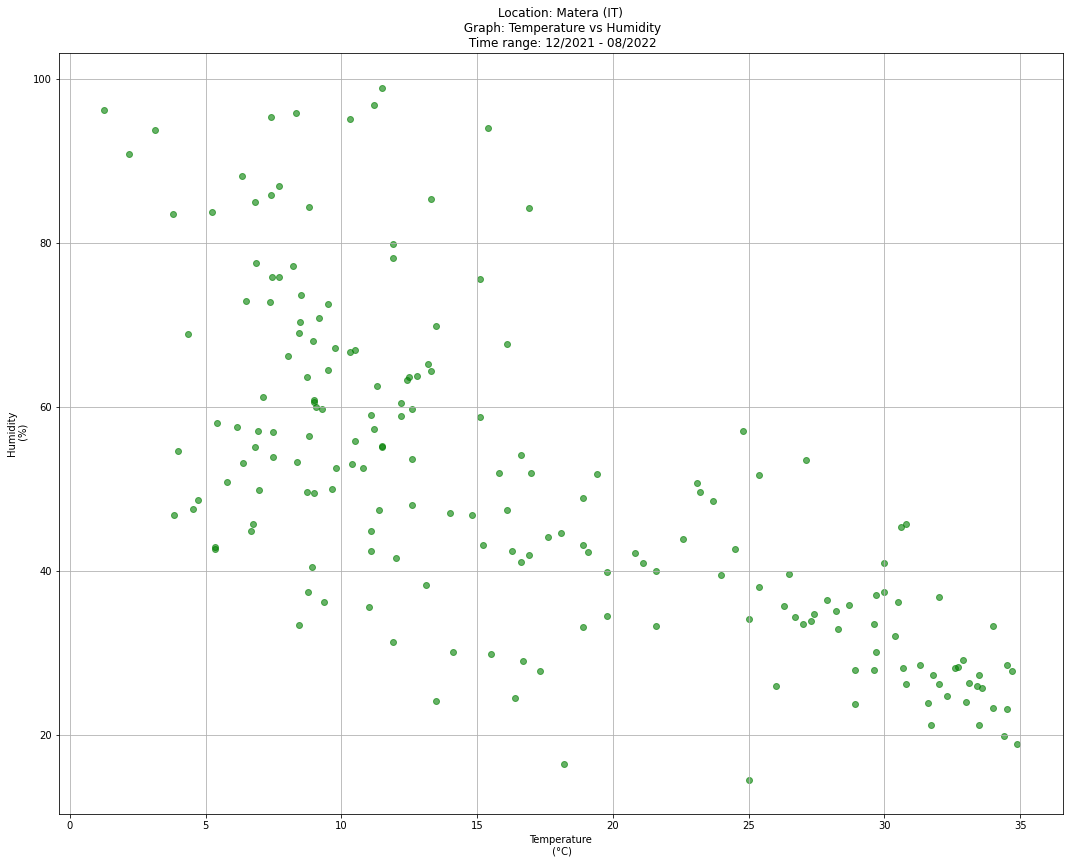 Location: Matera (IT)
Graph: Temperature vs Humidity
Time range: 12/2021 - 08/2022
100
80
60
40
20
Humidity
(%)
0
5
10
15
20
25
30
35
Temperature
(°C)